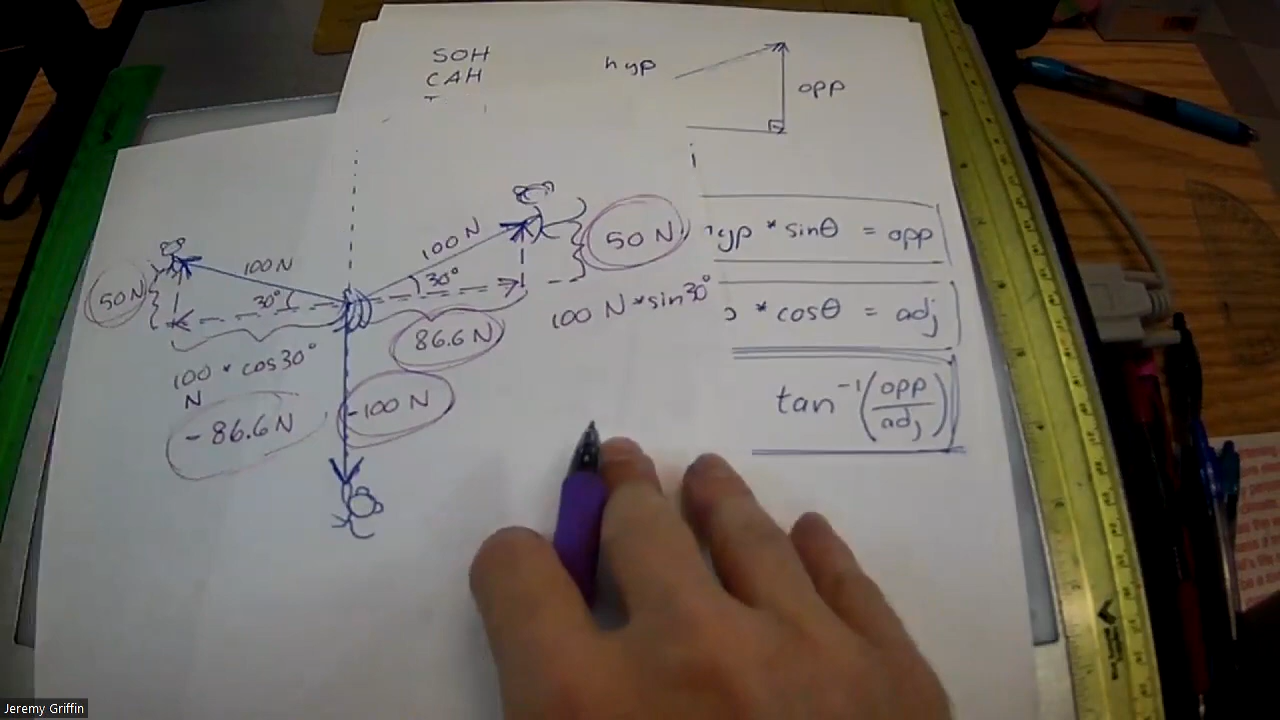 SOH
CAH
hyp
opp
hyp * sinθ = opp
* cosθ = adj
tan⁻¹(opp/adj)
100 N
30°
50 N
100 N * sin30°
86.6 N
100 N
30°
50 N
100 * cos30°
N
- 86.6 N
-100 N
Jeremy Griffin